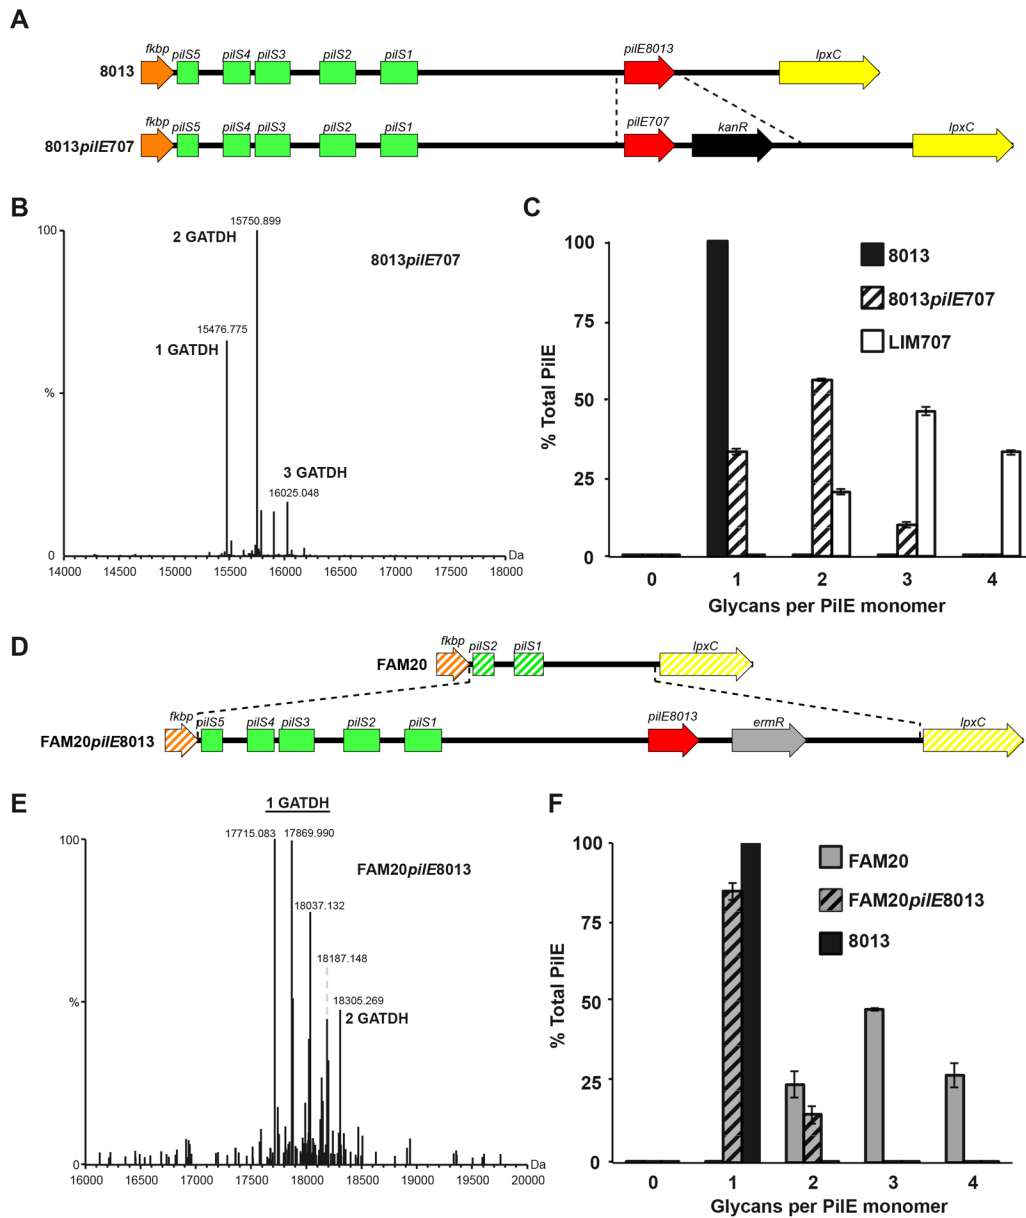 A
fkbp pilS5 pilS4 pilS3 pilS2 pilS1 pilE8013 lpxC
8013
fkbp pilS5 pilS4 pilS3 pilS2 pilS1 pilE707 kanR lpxC
8013pilE707
B
15750.899
100
2 GATDH
8013pilE707
15476.775
1 GATDH
%
3 GATDH
16025.048
0
Da
14000 14500 15000 15500 16000 16500 17000 17500 18000
C
100
75
50
25
0
% Total PilE
8013
8013pilE707
LIM707
0 1 2 3 4
Glycans per PilE monomer
D
fkbp pilS2 pilS1 lpxC
FAM20
fkbp pilS5 pilS4 pilS3 pilS2 pilS1 pilE8013 ermR lpxC
FAM20pilE8013
E
1 GATDH
100
17715.083 17869.990
FAM20pilE8013
18037.132
18187.148
%
18305.269
2 GATDH
0
Da
16000 16500 17000 17500 18000 18500 19000 19500 20000
F
100
75
50
25
0
% Total PilE
FAM20
FAM20pilE8013
8013
0 1 2 3 4
Glycans per PilE monomer